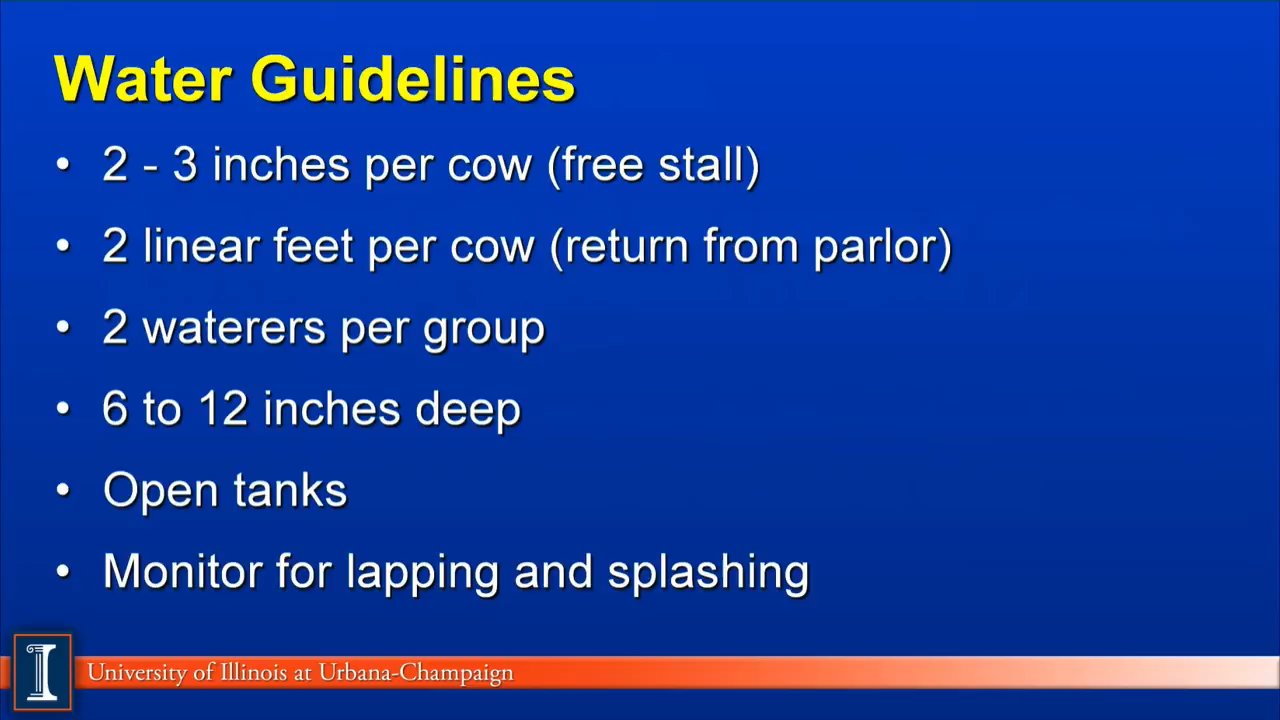 Water Guidelines
• 2 - 3 inches per cow (free stall)
• 2 linear feet per cow (return from parlor)
• 2 waterers per group
• 6 to 12 inches deep
• Open tanks
• Monitor for lapping and splashing
I
University of Illinois at Urbana-Champaign